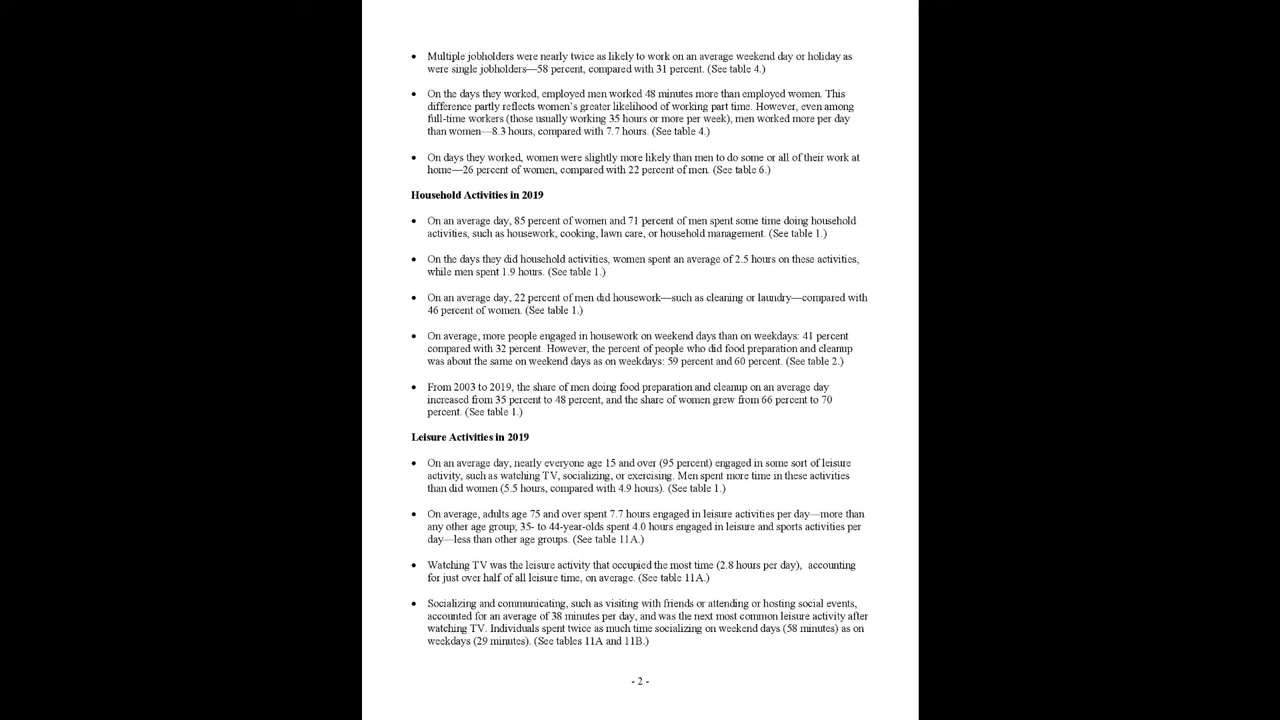 • Multiple jobholders were nearly twice as likely to work on an average weekend day or holiday as
were single jobholders—58 percent, compared with 31 percent. (See table 4.)
• On the days they worked, employed men worked 48 minutes more than employed women. This
difference partly reflects women's greater likelihood of working part time. However, even among
full-time workers (those usually working 35 hours or more per week), men worked more per day
than women—8.3 hours, compared with 7.7 hours. (See table 4.)
• On days they worked, women were slightly more likely than men to do some or all of their work at
home—26 percent of women, compared with 22 percent of men. (See table 6.)
Household Activities in 2019
• On an average day, 85 percent of women and 71 percent of men spent some time doing household
activities, such as housework, cooking, lawn care, or household management. (See table 1.)
• On the days they did household activities, women spent an average of 2.5 hours on these activities,
while men spent 1.9 hours. (See table 1.)
• On an average day, 22 percent of men did housework—such as cleaning or laundry—compared with
46 percent of women. (See table 1.)
• On average, more people engaged in housework on weekend days than on weekdays: 41 percent
compared with 32 percent. However, the percent of people who did food preparation and cleanup
was about the same on weekend days as on weekdays: 59 percent and 60 percent. (See table 2.)
• From 2003 to 2019, the share of men doing food preparation and cleanup on an average day
increased from 35 percent to 48 percent, and the share of women grew from 66 percent to 70
percent. (See table 1.)
Leisure Activities in 2019
• On an average day, nearly everyone age 15 and over (95 percent) engaged in some sort of leisure
activity, such as watching TV, socializing, or exercising. Men spent more time in these activities
than did women (5.5 hours, compared with 4.9 hours). (See table 1.)
• On average, adults age 75 and over spent 7.7 hours engaged in leisure activities per day—more than
any other age group; 35- to 44-year-olds spent 4.0 hours engaged in leisure and sports activities per
day—less than other age groups. (See table 11A.)
• Watching TV was the leisure activity that occupied the most time (2.8 hours per day), accounting
for just over half of all leisure time, on average. (See table 11A.)
• Socializing and communicating, such as visiting with friends or attending or hosting social events,
accounted for an average of 38 minutes per day, and was the next most common leisure activity after
watching TV. Individuals spent twice as much time socializing on weekend days (58 minutes) as on
weekdays (29 minutes). (See tables 11A and 11B.)
- 2 -